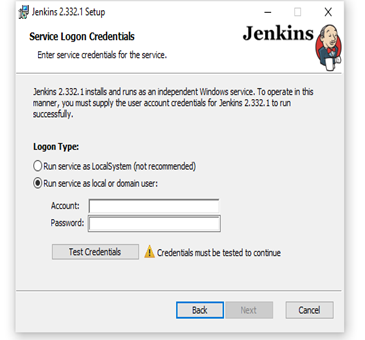 Jenkins 2.332.1 Setup
Service Logon Credentials
Enter service credentials for the service.
Jenkins
Jenkins 2.332.1 installs and runs as an independent Windows service. To operate in this
manner, you must supply the user account credentials for Jenkins 2.332.1 to run
successfully.
Logon Type:
Run service as LocalSystem (not recommended)
Run service as local or domain user:
Account:
Password:
Test Credentials
Credentials must be tested to continue
Back
Next
Cancel